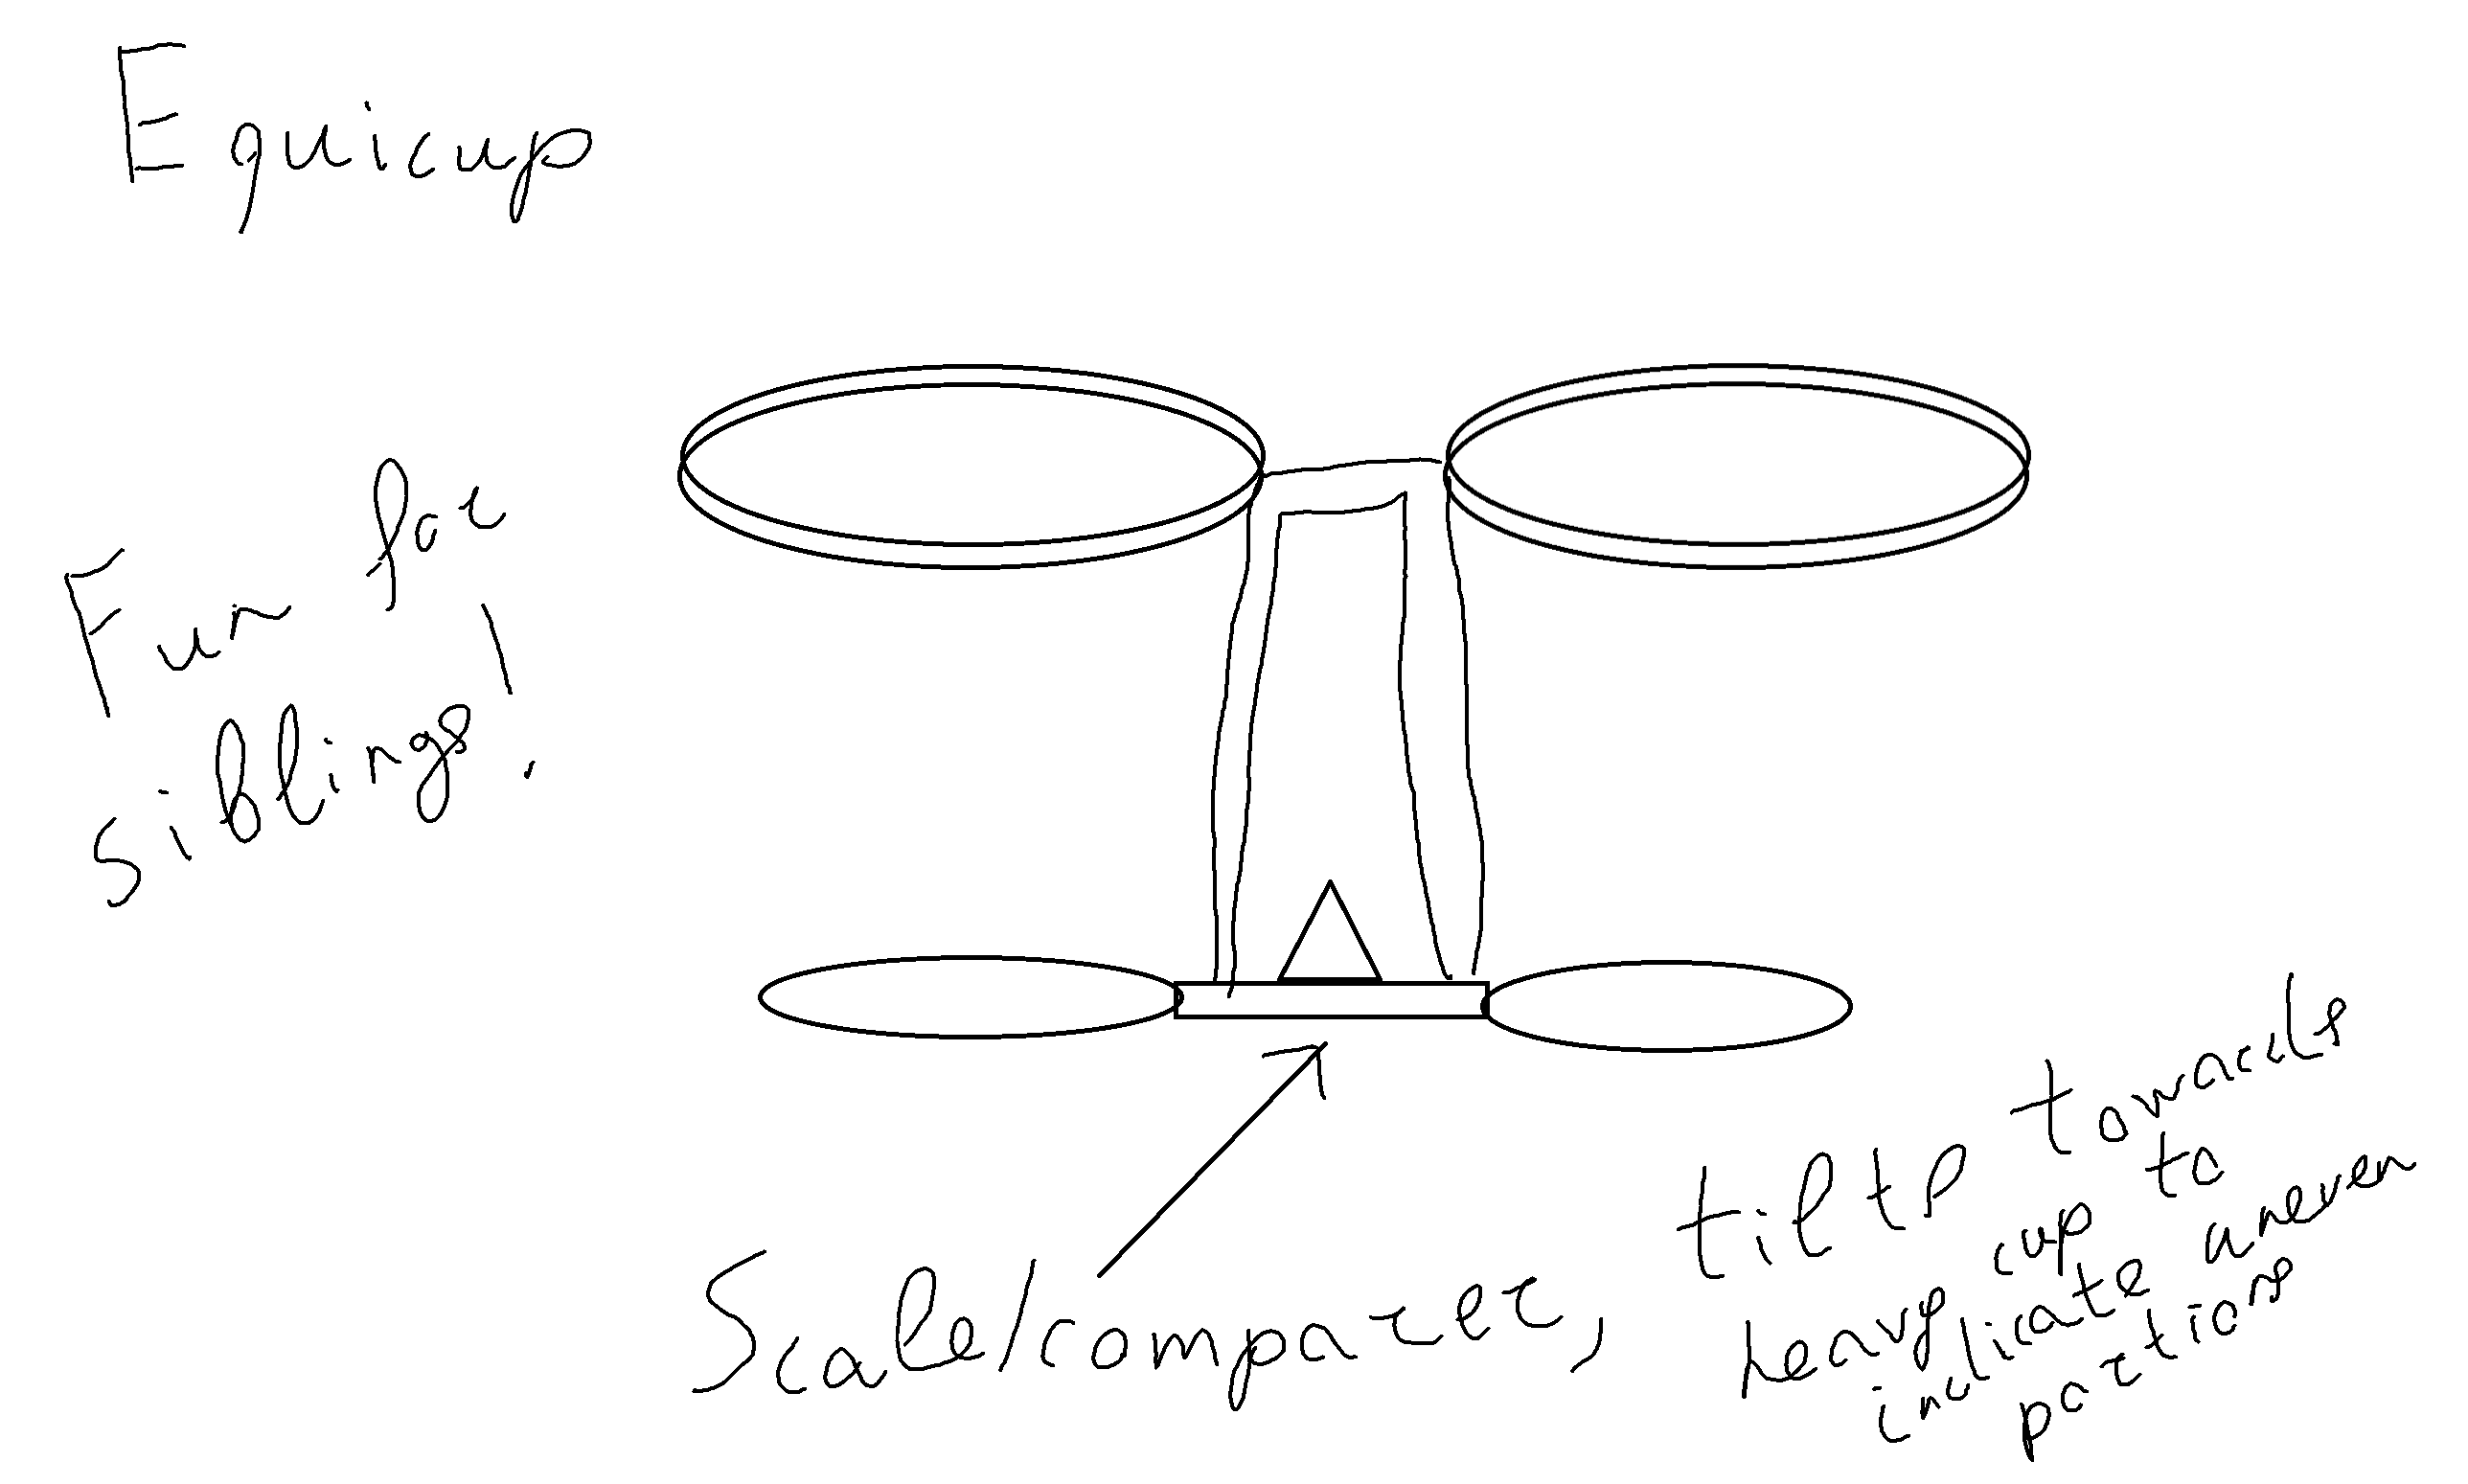 Equicup
Fun for
siblings!
Scale/comparer, tilts towards
heavy cup to
indicate uneven
portions